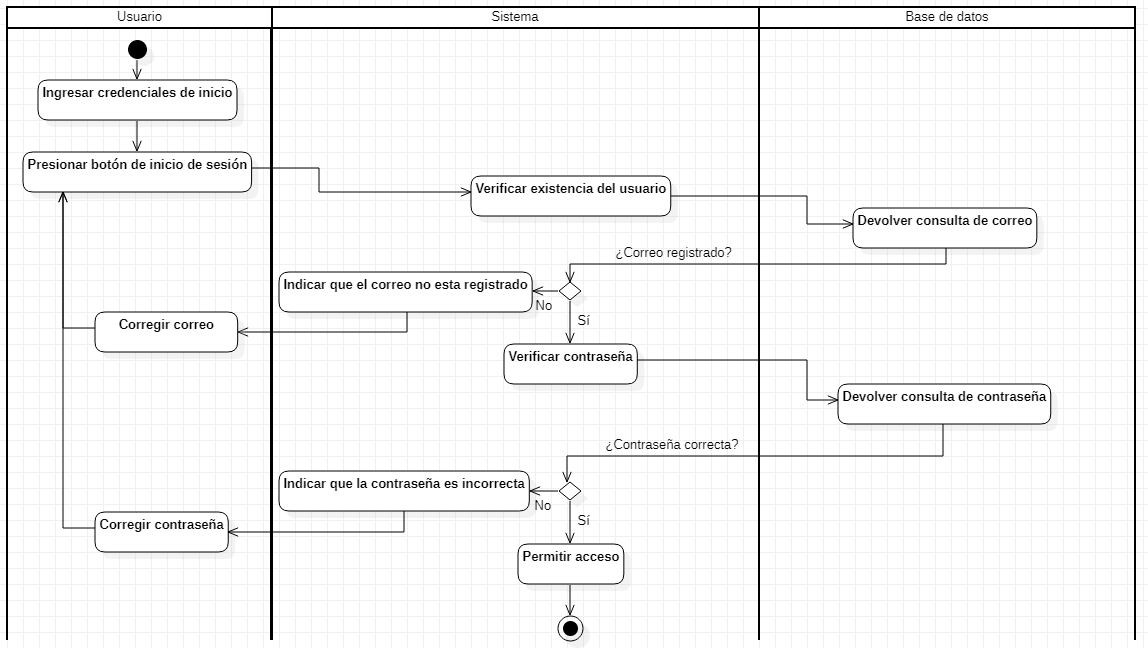 Usuario
Sistema
Base de datos
Ingresar credenciales de inicio
Presionar botón de inicio de sesión
Verificar existencia del usuario
Devolver consulta de correo
¿Correo registrado?
Indicar que el correo no esta registrado
No
Sí
Corregir correo
Verificar contraseña
Devolver consulta de contraseña
¿Contraseña correcta?
Indicar que la contraseña es incorrecta
No
Sí
Corregir contraseña
Permitir acceso